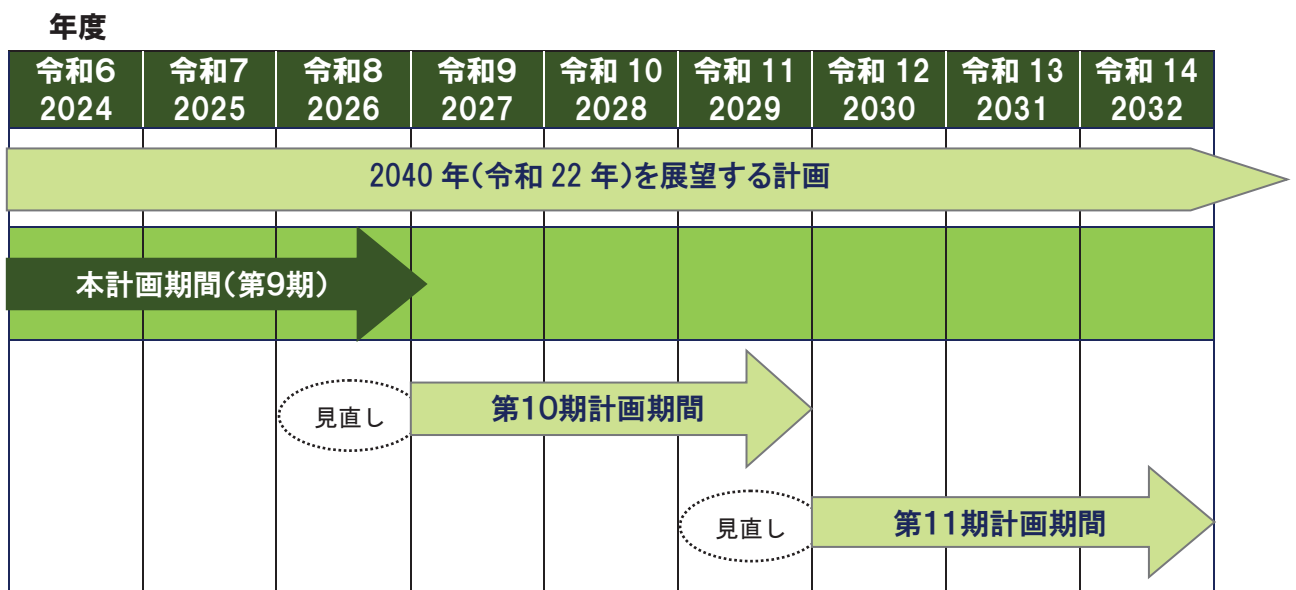 年度
令和6 令和7 令和8 令和9 令和 10 令和 11 令和 12 令和 13 令和 14
2024 2025 2026 2027 2028 2029 2030 2031 2032
2040 年(令和 22 年)を展望する計画
本計画期間(第9期)
見直し 第10期計画期間
見直し 第11期計画期間